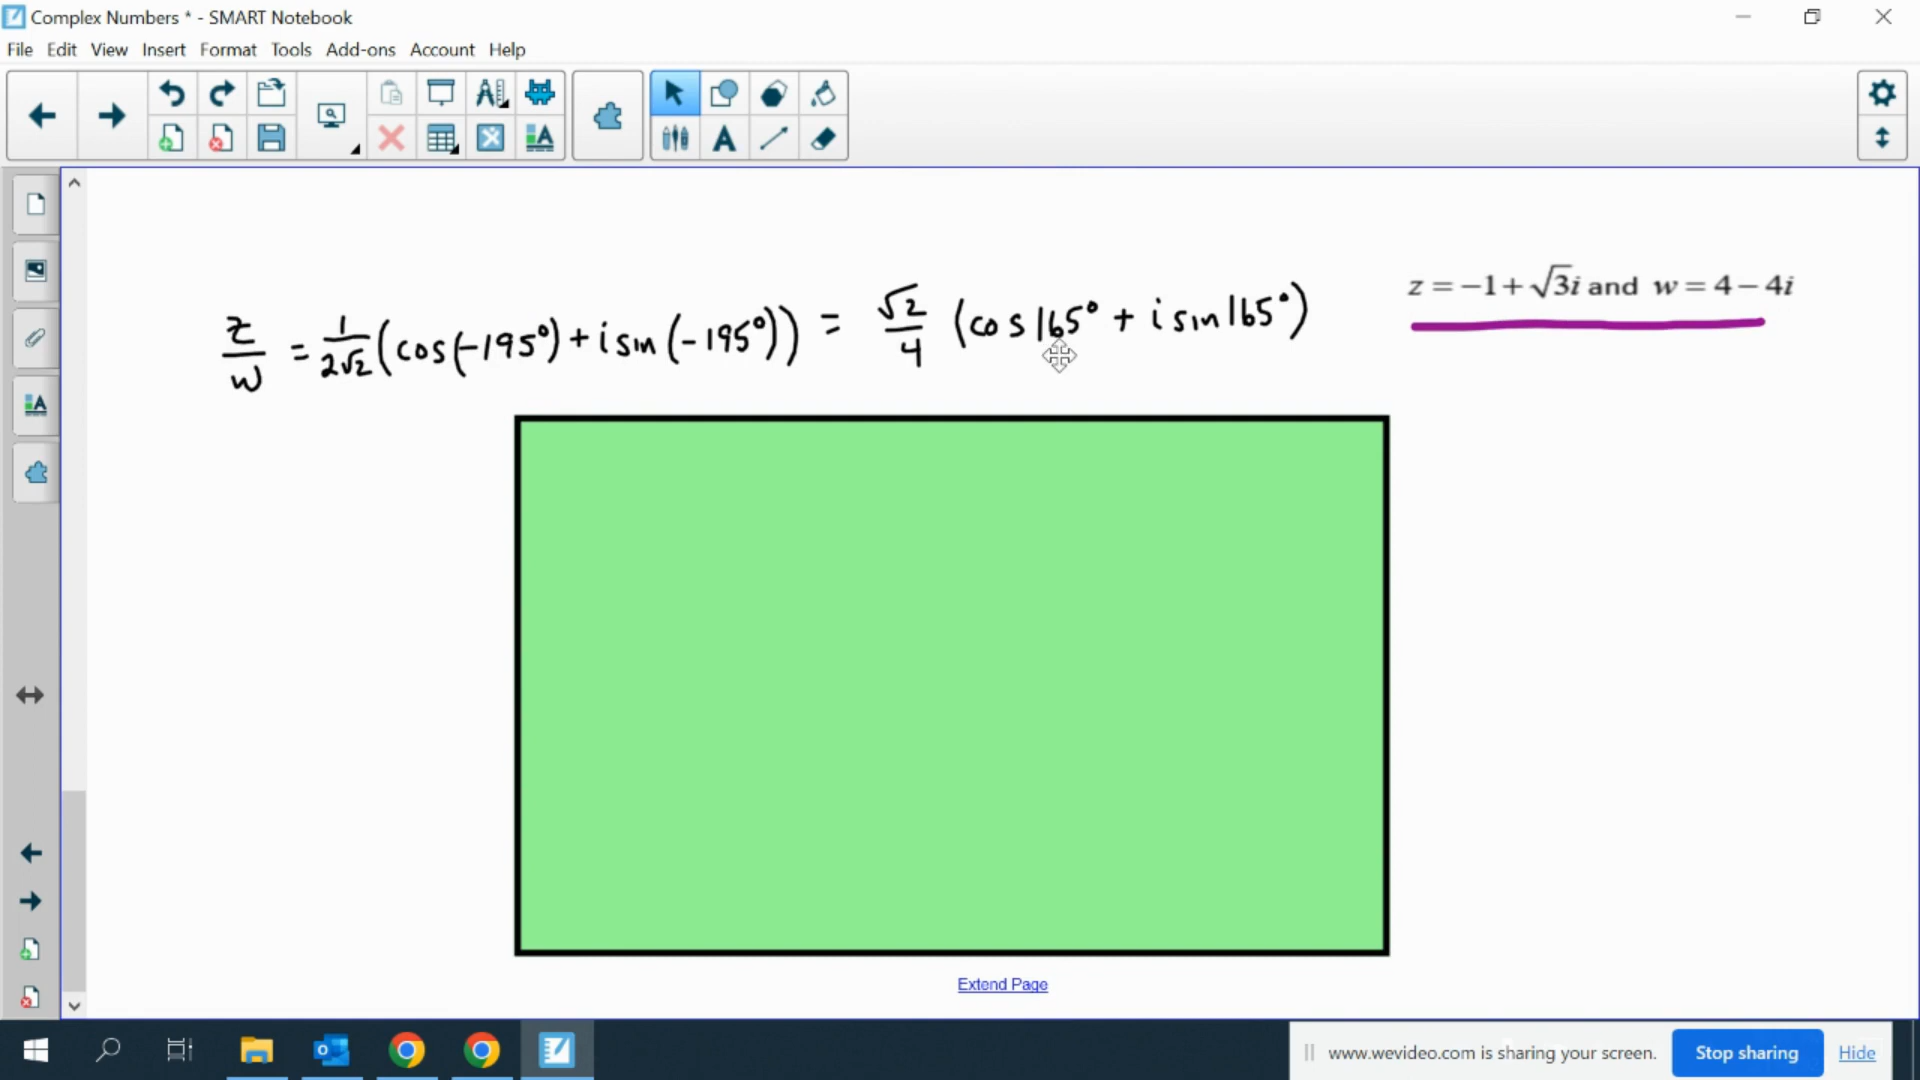 Complex Numbers * - SMART Notebook
File Edit View Insert Format Tools Add-ons Account Help
z = −1 + √3i and w = 4 − 4i
z/w = 1/(2√2) (cos(−195°) + i sin(−195°)) = √2/4 (cos 165° + i sin 165°)
Extend Page
www.wevideo.com is sharing your screen.
Stop sharing
Hide